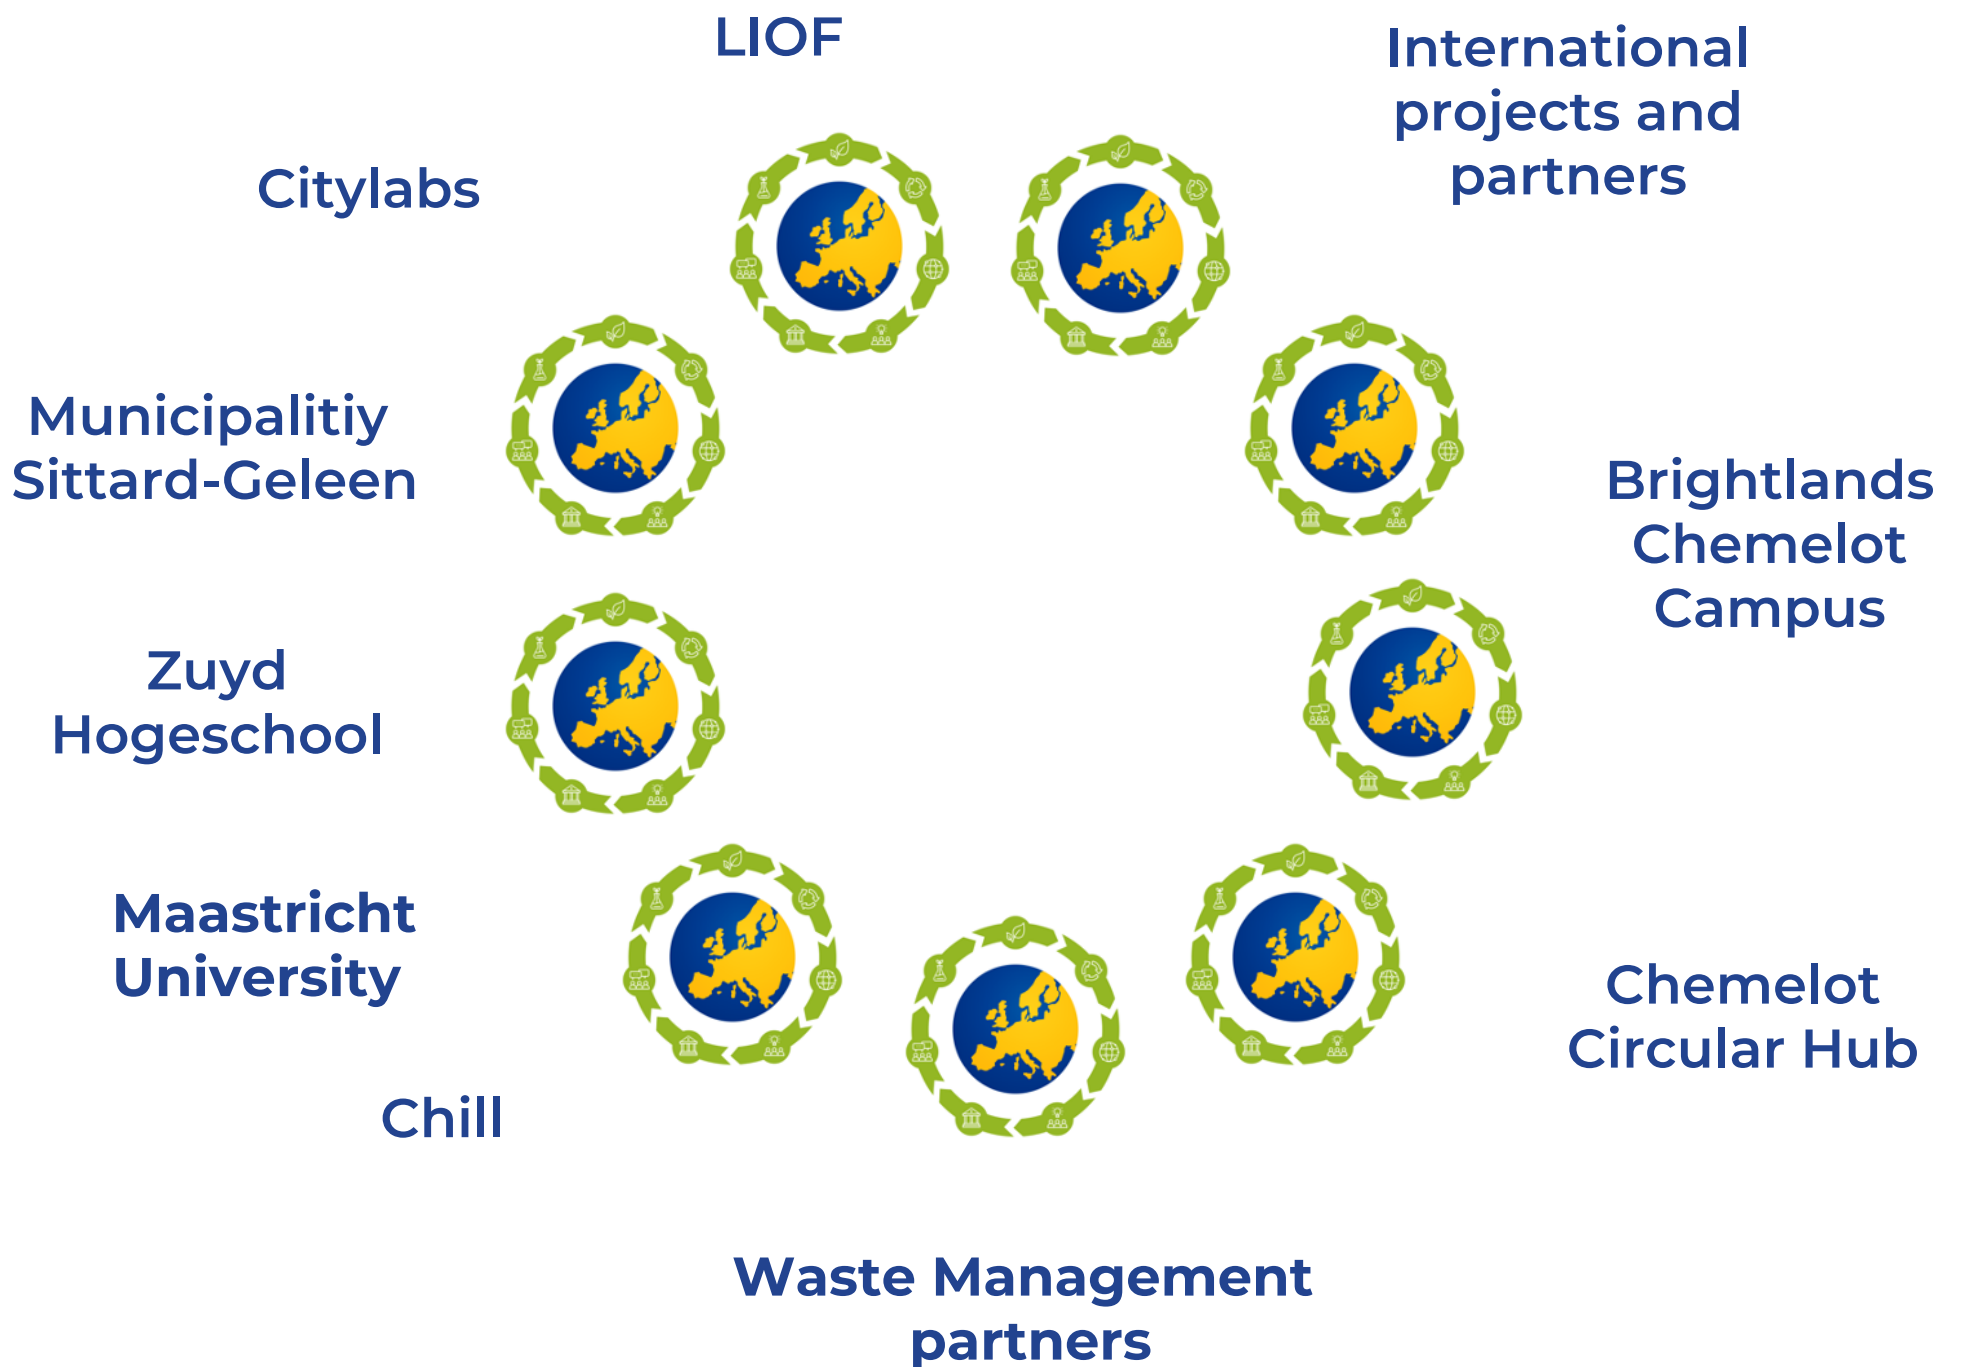 LIOF
International
projects and
partners
Citylabs
Municipalitiy
Sittard-Geleen
Brightlands
Chemelot
Campus
Zuyd
Hogeschool
Maastricht
University
Chemelot
Circular Hub
Chill
Waste Management
partners